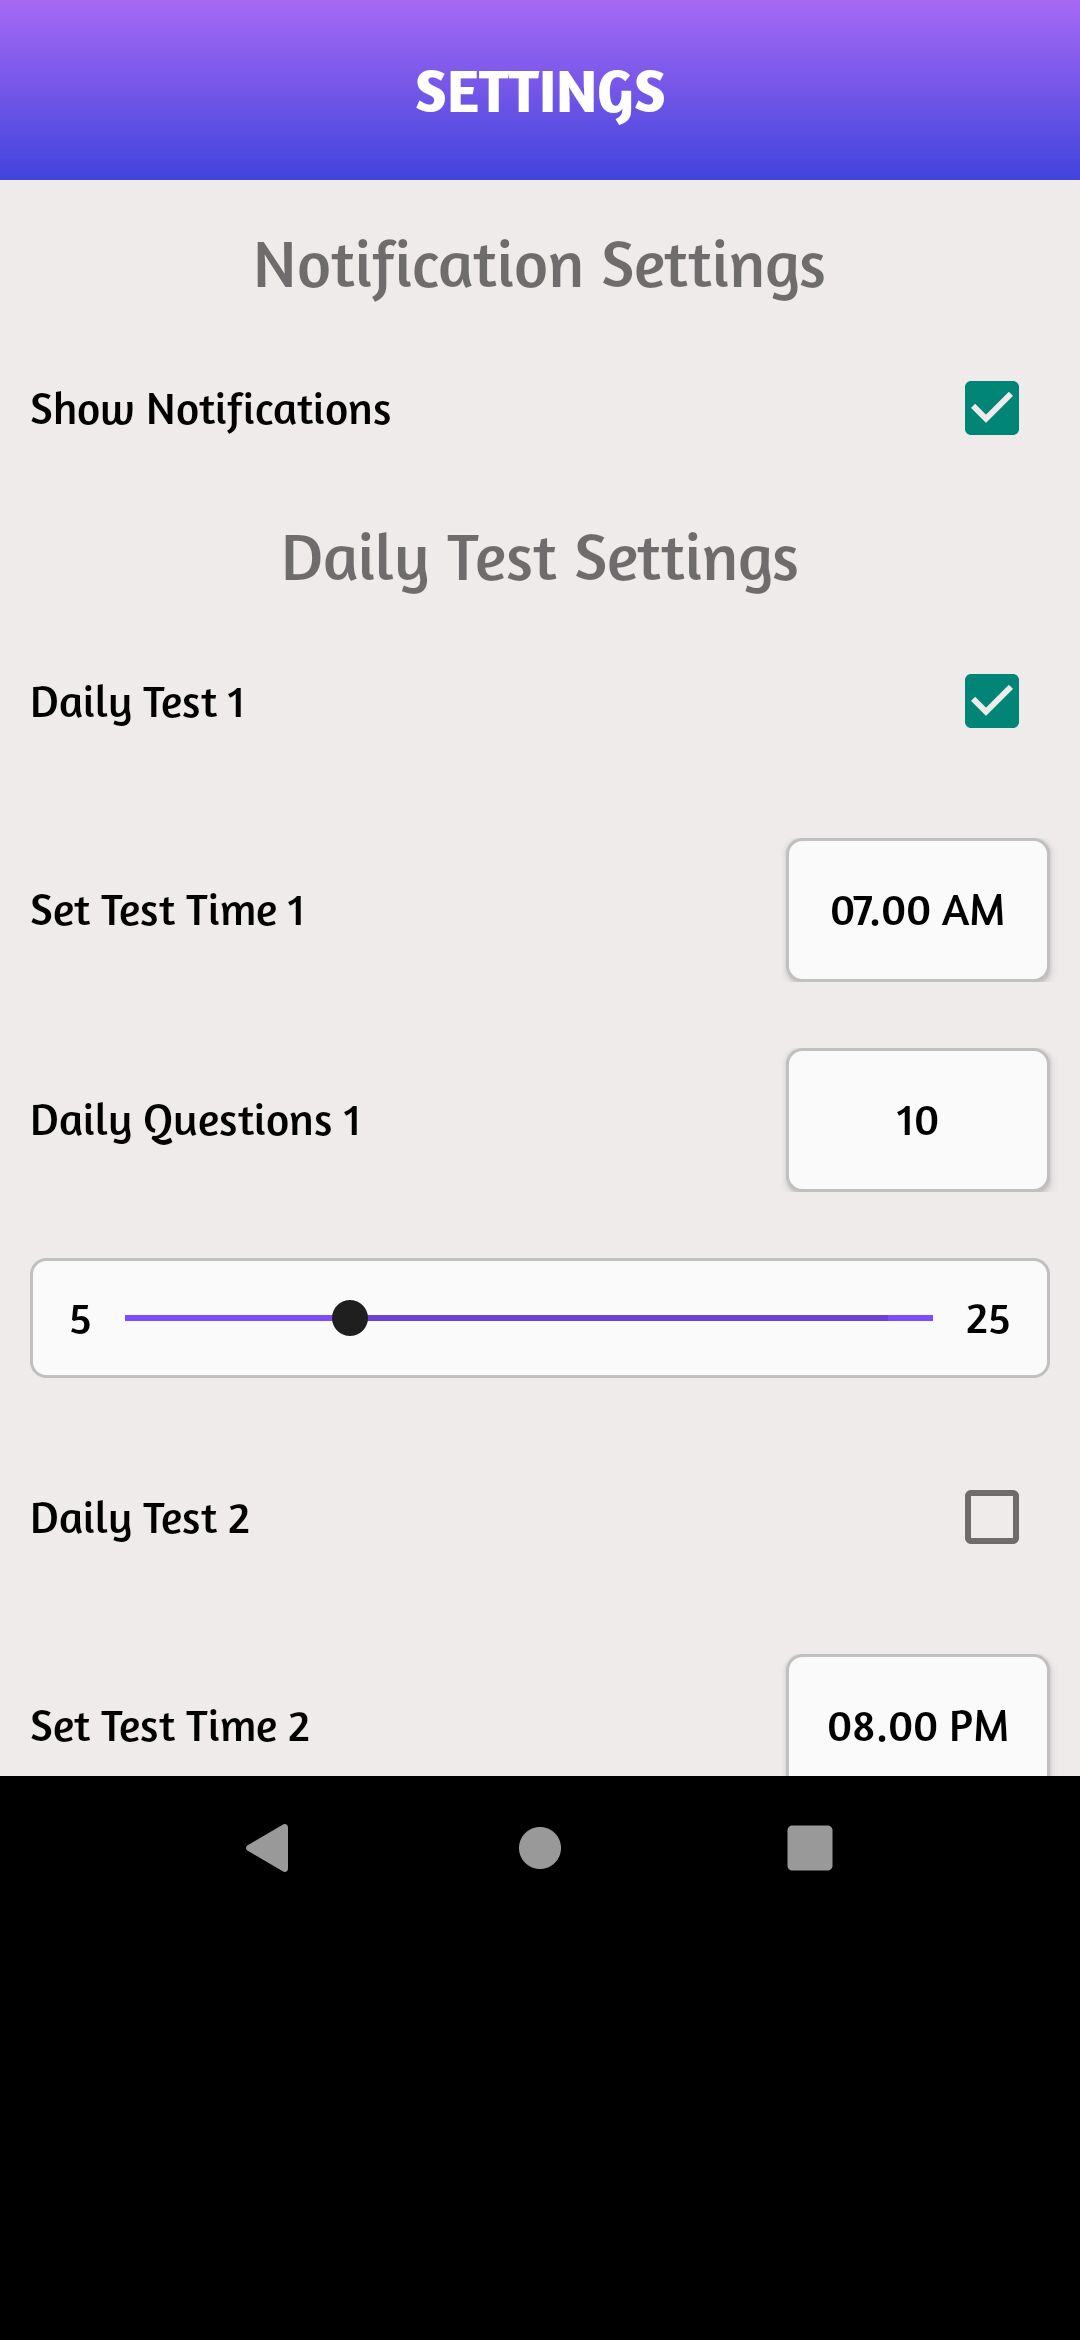 SETTINGS
Notification Settings
Show Notifications
Daily Test Settings
Daily Test 1
Set Test Time 1 07.00 AM
Daily Questions 1 10
5 25
Daily Test 2
Set Test Time 2 08.00 PM